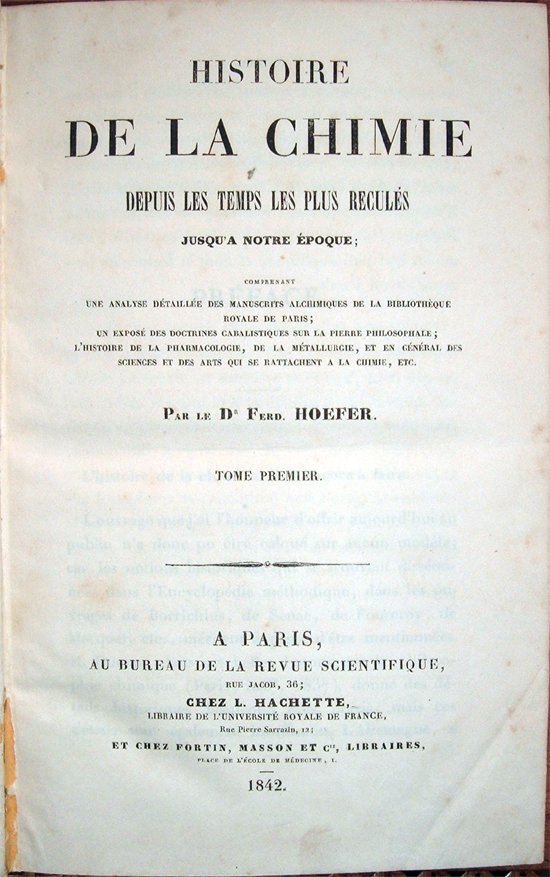 HISTOIRE
DE LA CHIMIE
DEPUIS LES TEMPS LES PLUS RECULÉS
JUSQU'A NOTRE ÉPOQUE;
COMPRENANT
UNE ANALYSE DÉTAILLÉE DES MANUSCRITS ALCHIMIQUES DE LA BIBLIOTHÈQUE
ROYALE DE PARIS;
UN EXPOSÉ DES DOCTRINES CABALISTIQUES SUR LA PIERRE PHILOSOPHALE;
L'HISTOIRE DE LA PHARMACOLOGIE, DE LA MÉTALLURGIE, ET EN GÉNÉRAL DES
SCIENCES ET DES ARTS QUI SE RATTACHENT A LA CHIMIE, ETC.
PAR LE Dr FERD. HOEFER.
TOME PREMIER.
A PARIS,
AU BUREAU DE LA REVUE SCIENTIFIQUE,
RUE JACOB, 36;
CHEZ L. HACHETTE,
LIBRAIRE DE L'UNIVERSITÉ ROYALE DE FRANCE,
Rue Pierre Sarrazin, 12;
ET CHEZ FORTIN, MASSON ET Cie, LIBRAIRES,
PLACE DE L'ÉCOLE DE MÉDECINE, 1.
1842.